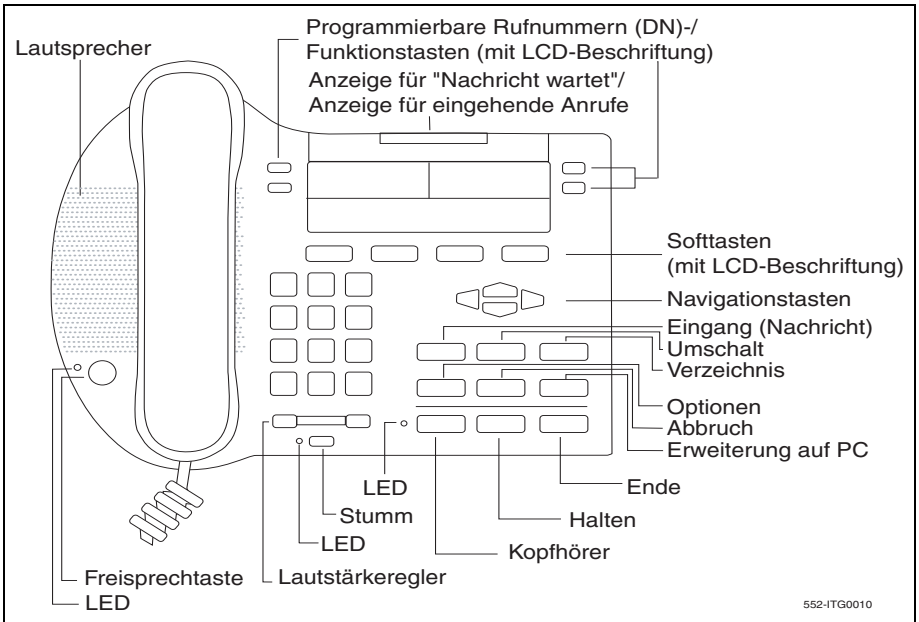 Programmierbare Rufnummern (DN)-/
Funktionstasten (mit LCD-Beschriftung)
Lautsprecher
Anzeige für "Nachricht wartet"/
Anzeige für eingehende Anrufe
Softtasten
(mit LCD-Beschriftung)
Navigationstasten
Eingang (Nachricht)
Umschalt
Verzeichnis
Optionen
Abbruch
Erweiterung auf PC
Ende
Halten
Kopfhörer
LED
Stumm
LED
Lautstärkeregler
Freisprechtaste
LED
552-ITG0010